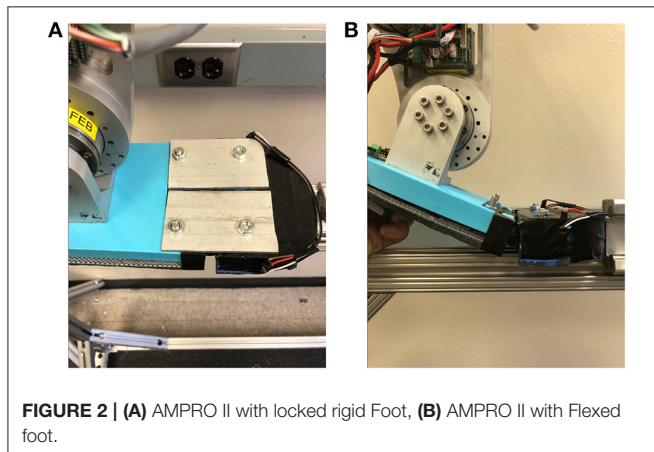 A
B
FEB
FIGURE 2 | (A) AMPRO II with locked rigid Foot, (B) AMPRO II with Flexed
foot.